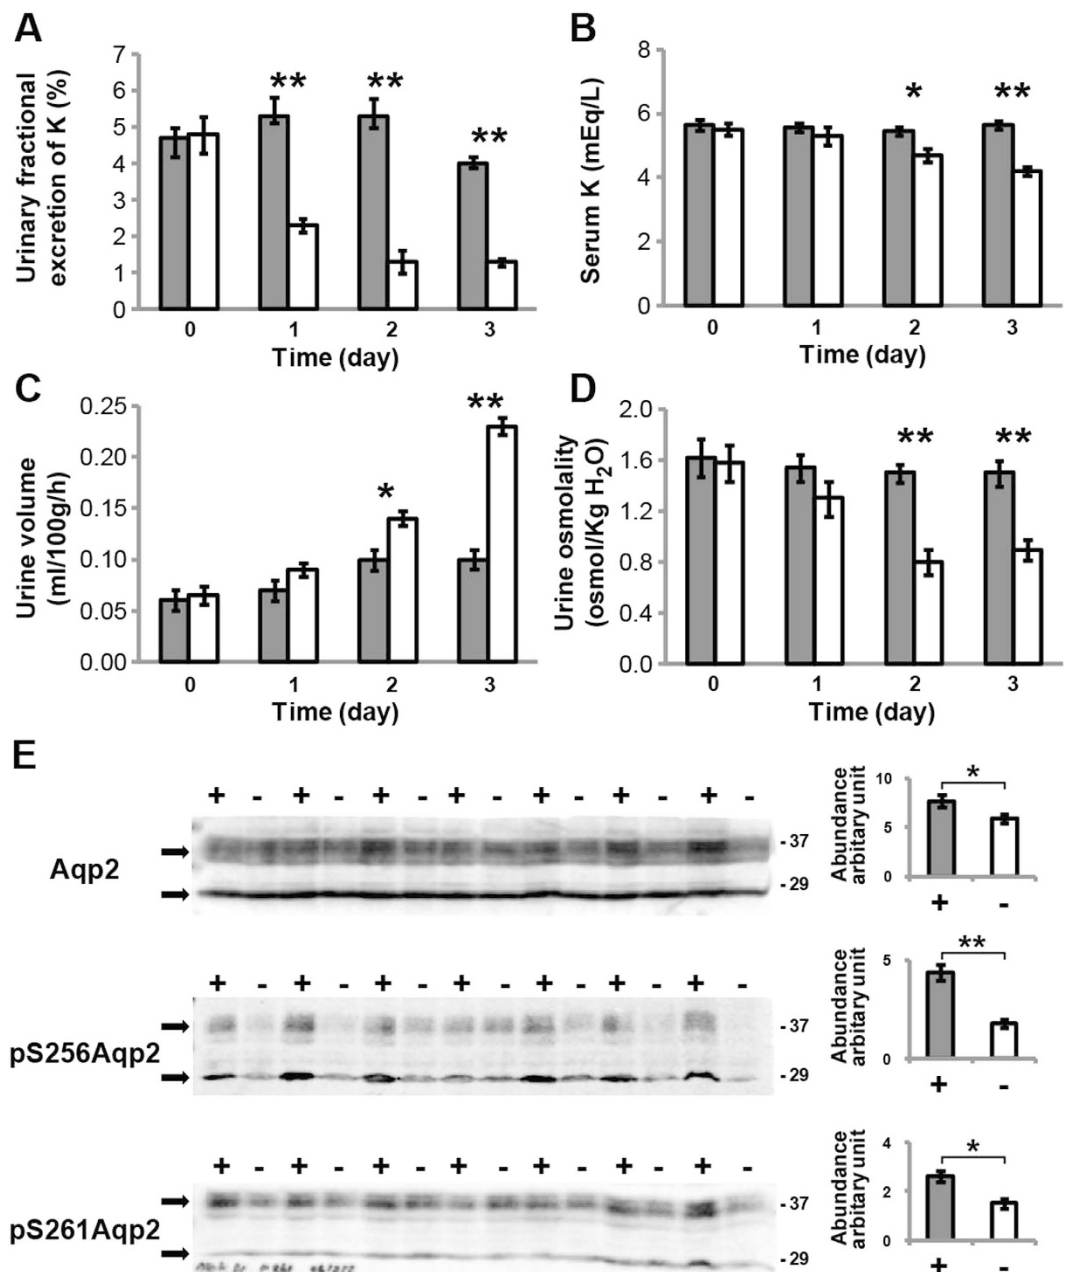 A
Urinary fractional
excretion of K (%)
7
6
5
4
3
2
1
0
**
**
**
0 1 2 3
Time (day)
B
Serum K (mEq/L)
8
6
4
2
0
*
**
0 1 2 3
Time (day)
C
Urine volume
(ml/100g/h)
0.25
0.20
0.15
0.10
0.05
0.00
*
**
0 1 2 3
Time (day)
D
Urine osmolality
(osmol/Kg H2O)
2.0
1.6
1.2
0.8
0.4
0.0
**
**
0 1 2 3
Time (day)
E
+ - + - + - + - + - + - + -
Aqp2
- 37
- 29
Abundance
arbitary unit
10
5
0
*
+ -
+ - + - + - + - + - + - + -
pS256Aqp2
- 37
- 29
Abundance
arbitary unit
5
0
**
+ -
+ - + - + - + - + - + - + -
pS261Aqp2
- 37
- 29
Abundance
arbitary unit
4
2
0
*
+ -